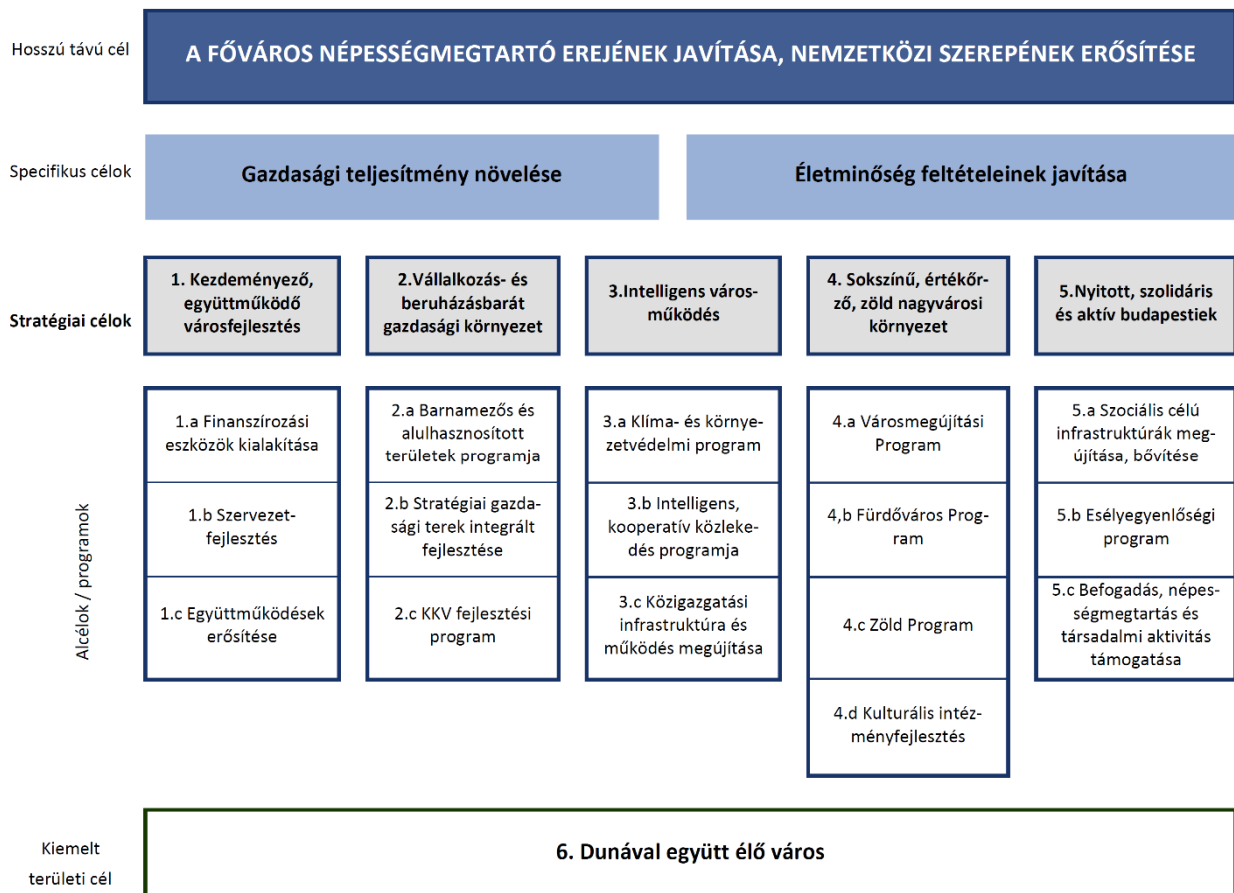 Hosszú távú cél
A FŐVÁROS NÉPESSÉGMEGTARTÓ EREJÉNEK JAVÍTÁSA, NEMZETKÖZI SZEREPÉNEK ERŐSÍTÉSE
Specifikus célok
Gazdasági teljesítmény növelése
Életminőség feltételeinek javítása
Stratégiai célok
1. Kezdeményező,
együttműködő
városfejlesztés
2.Vállalkozás- és
beruházásbarát
gazdasági környezet
3.Intelligens város-
működés
4. Sokszínű, értékőr-
ző, zöld nagyvárosi
környezet
5.Nyitott, szolidáris
és aktív budapestiek
Alcélok / programok
1.a Finanszírozási
eszközök kialakítása
1.b Szervezet-
fejlesztés
1.c Együttműködések
erősítése
2.a Barnamezős és
alulhasznosított
területek programja
2.b Stratégiai gazda-
sági terek integrált
fejlesztése
2.c KKV fejlesztési
program
3.a Klíma- és környe-
zetvédelmi program
3.b Intelligens,
kooperatív közleke-
dés programja
3.c Közigazgatási
infrastruktúra és
működés megújítása
4.a Városmegújítási
Program
4,b Fürdőváros Prog-
ram
4.c Zöld Program
4.d Kulturális intéz-
ményfejlesztés
5.a Szociális célú
infrastruktúrák meg-
újítása, bővítése
5.b Esélyegyenlőségi
program
5.c Befogadás, népes-
ségmegtartás és
társadalmi aktivitás
támogatása
Kiemelt
területi cél
6. Dunával együtt élő város